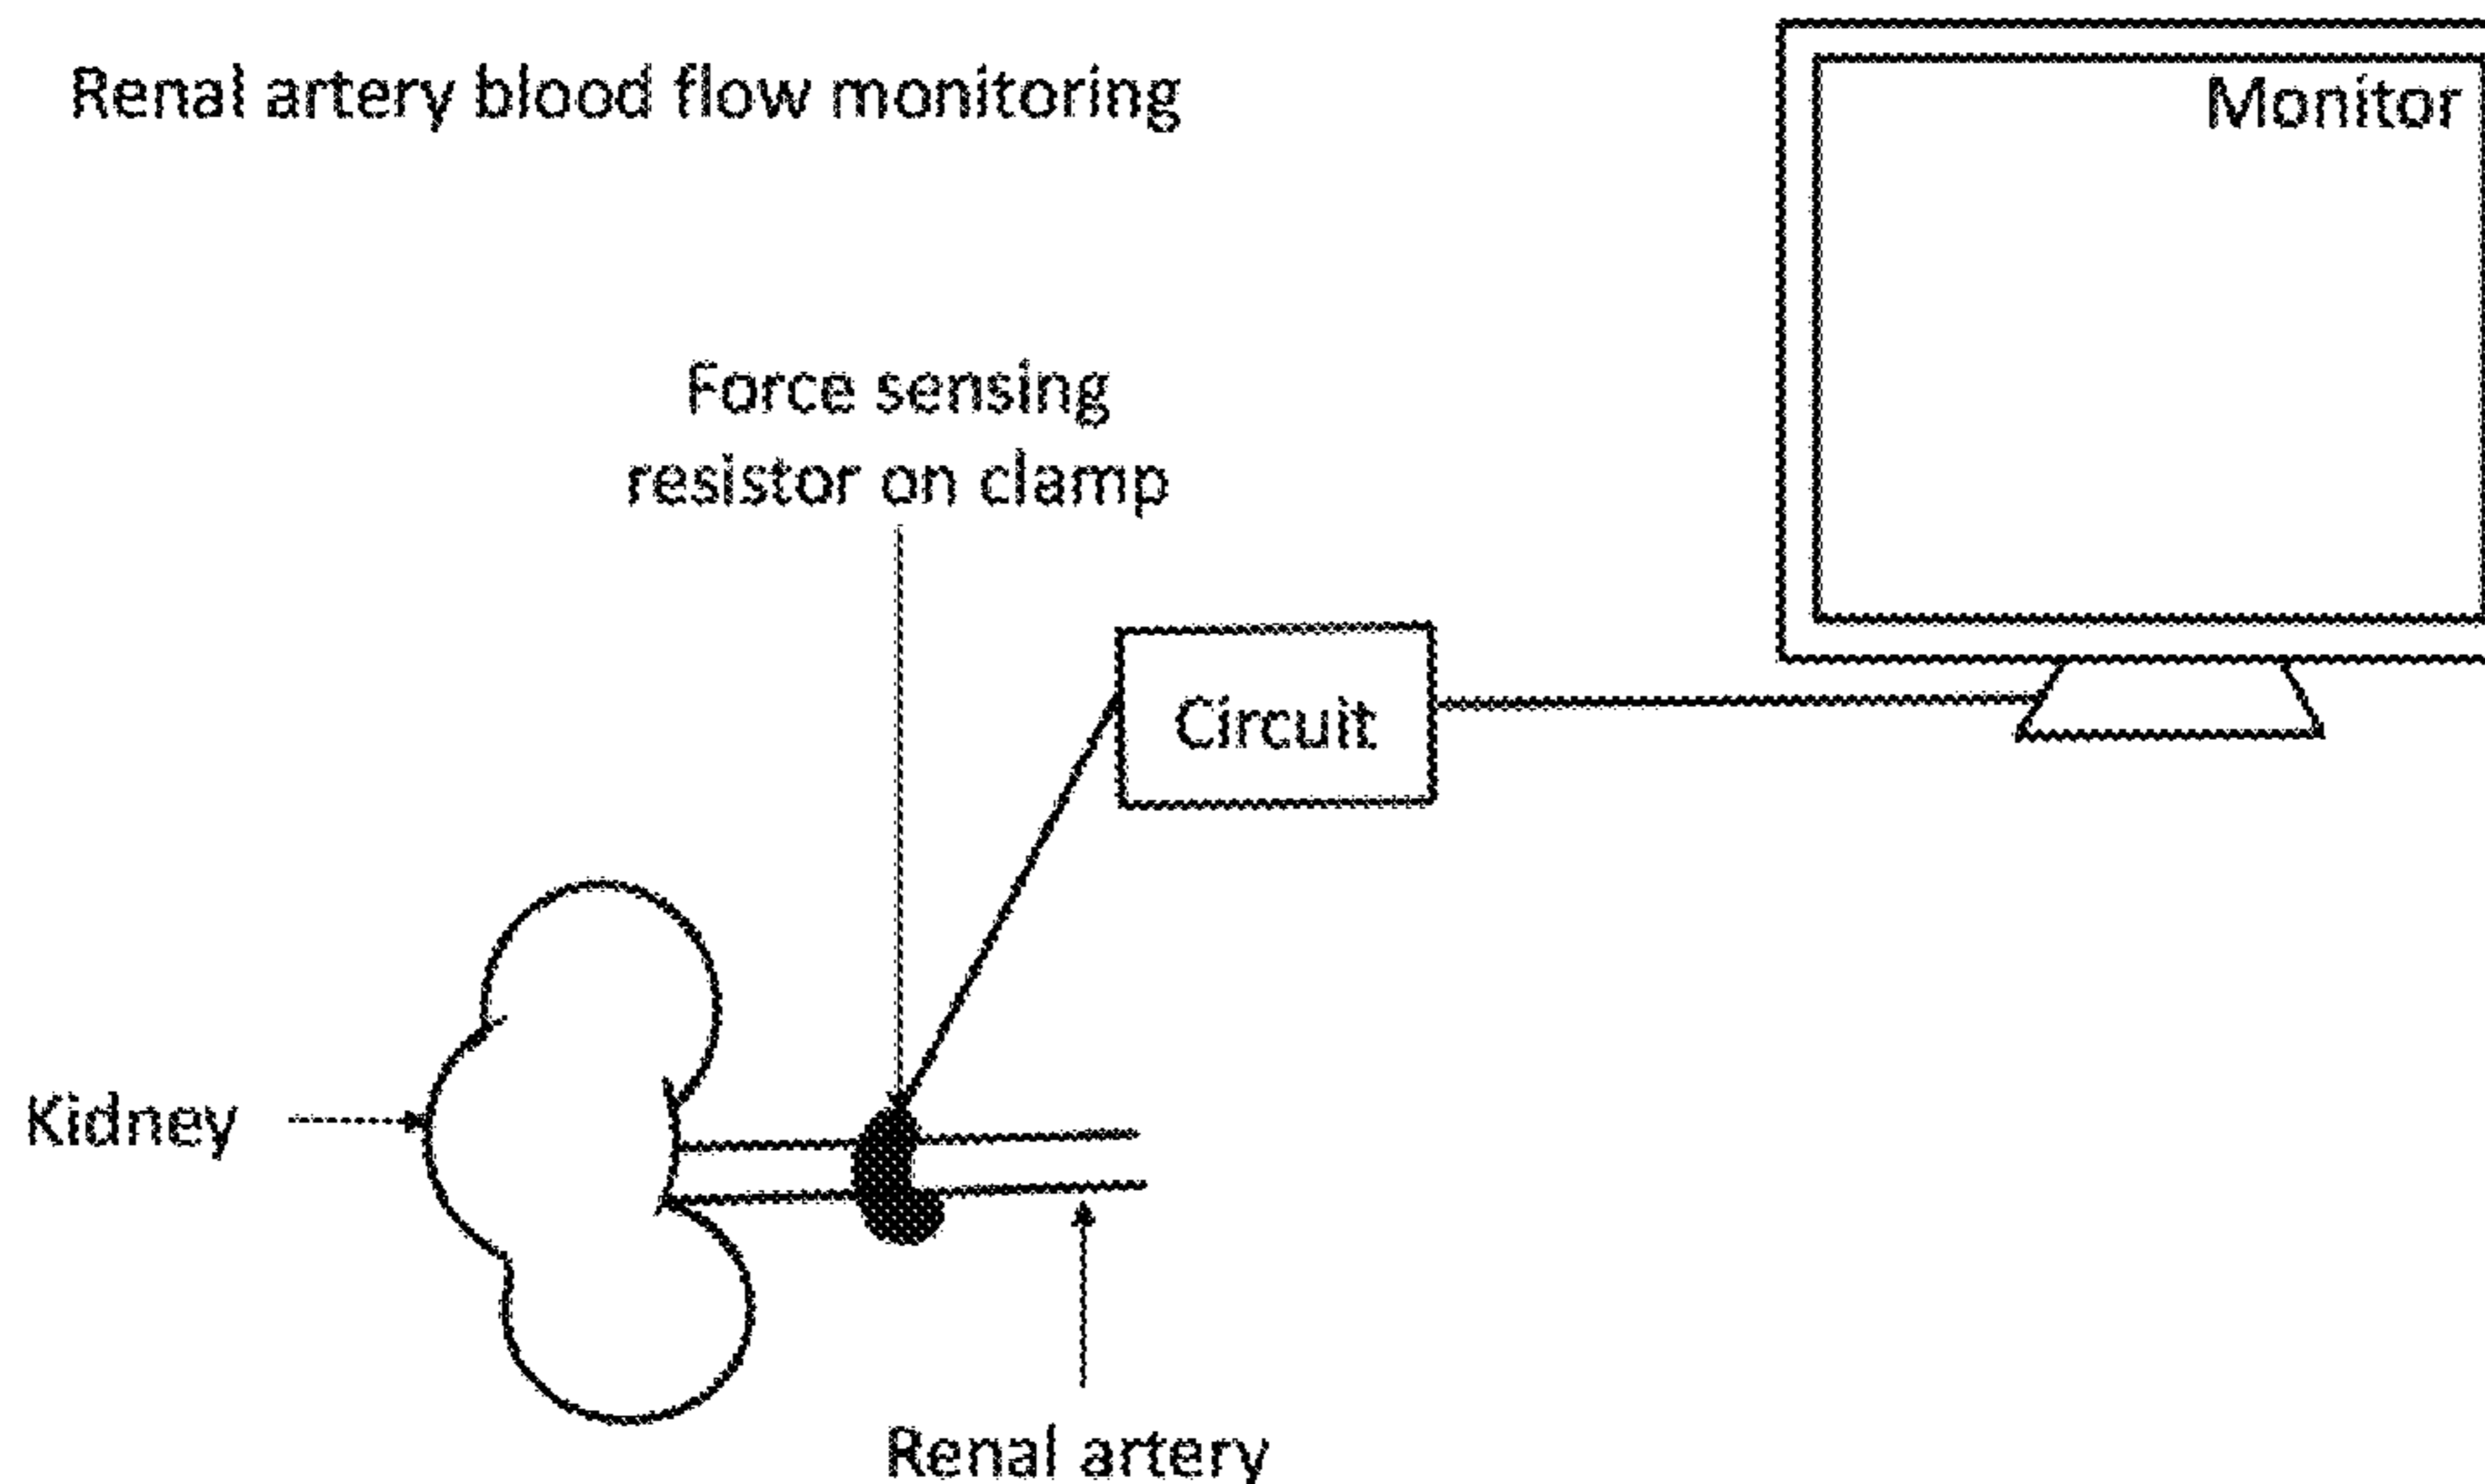 Renal artery blood flow monitoring
Monitor
Force sensing
resistor on clamp
Circuit
Kidney
Renal artery